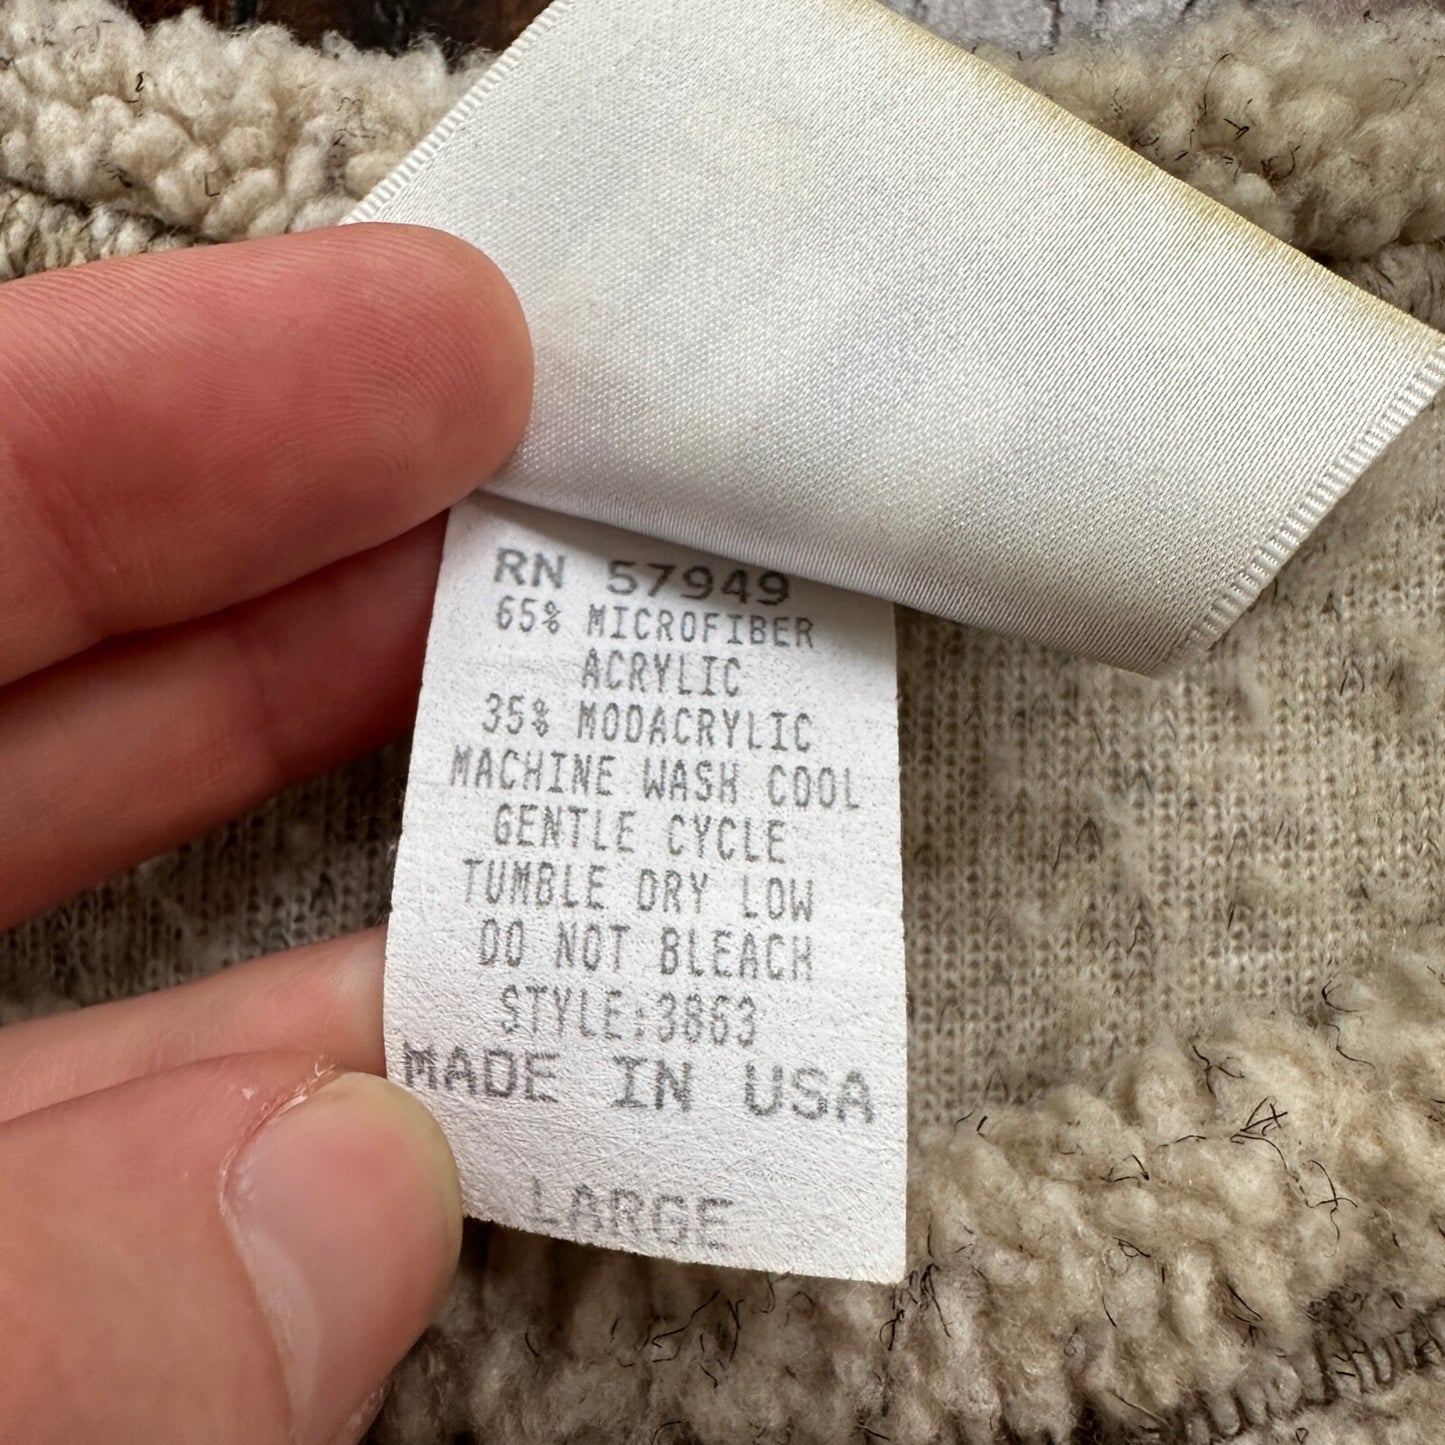 RN 57949
65% MICROFIBER
ACRYLIC
35% MODACRYLIC
MACHINE WASH COOL
GENTLE CYCLE
TUMBLE DRY LOW
DO NOT BLEACH
STYLE:3863
MADE IN USA
LARGE